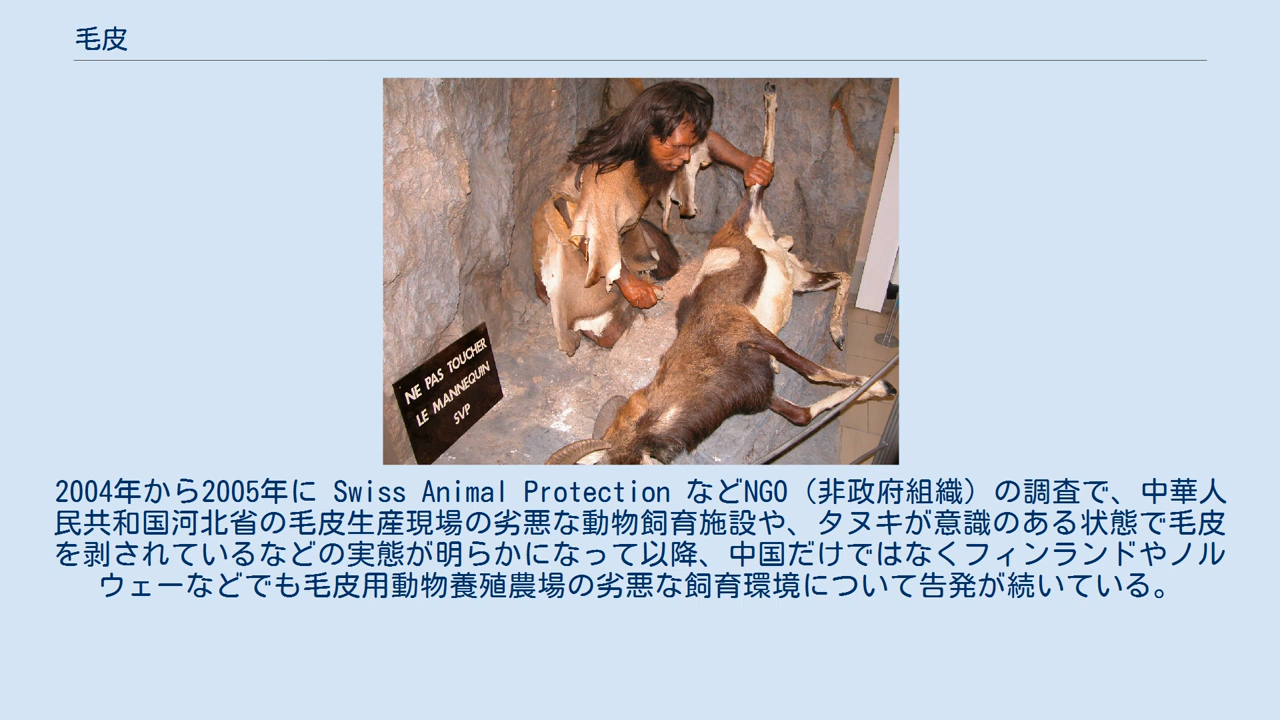 毛皮
NE PAS TOUCHER
LE MANNEQUIN
SVP
2004年から2005年に Swiss Animal Protection などNGO（非政府組織）の調査で、中華人
民共和国河北省の毛皮生産現場の劣悪な動物飼育施設や、タヌキが意識のある状態で毛皮
を剥されているなどの実態が明らかになって以降、中国だけではなくフィンランドやノル
ウェーなどでも毛皮用動物養殖農場の劣悪な飼育環境について告発が続いている。